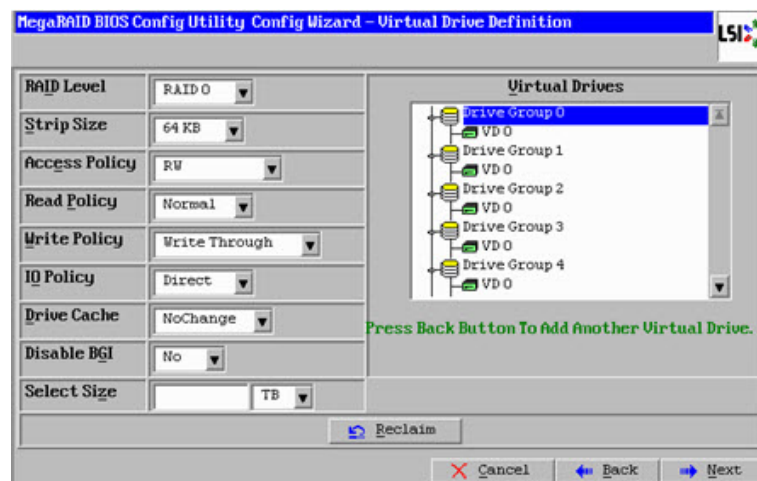 MegaRAID BIOS Config Utility Config Wizard – Virtual Drive Definition
LSI
RAID Level RAID 0
Strip Size 64 KB
Access Policy RW
Read Policy Normal
Write Policy Write Through
IO Policy Direct
Drive Cache NoChange
Disable BGI No
Select Size TB
Virtual Drives
Drive Group 0
VD 0
Drive Group 1
VD 0
Drive Group 2
VD 0
Drive Group 3
VD 0
Drive Group 4
VD 0
Press Back Button To Add Another Virtual Drive.
Reclaim
Cancel Back Next